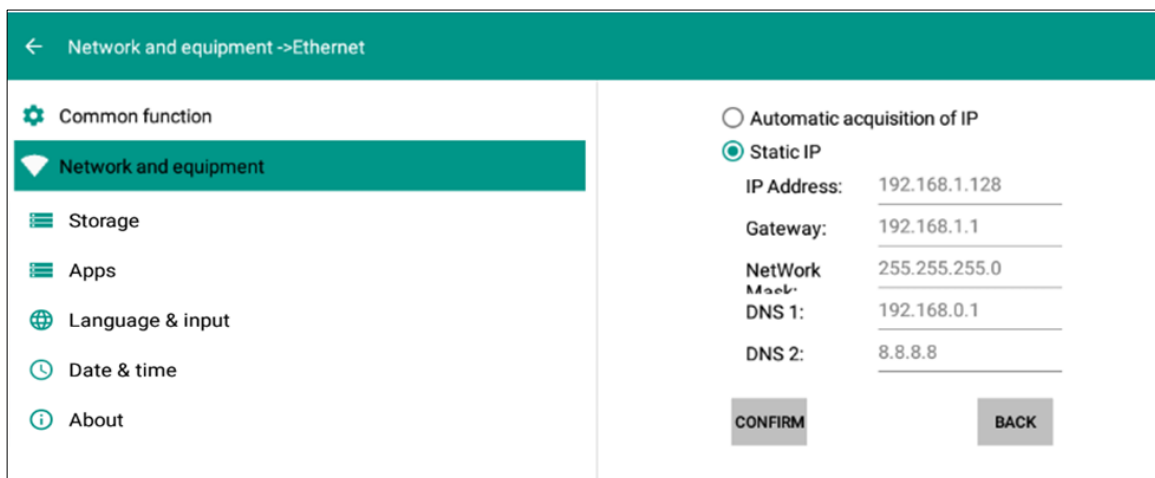 Network and equipment ->Ethernet
Common function
Network and equipment
Storage
Apps
Language & input
Date & time
About
Automatic acquisition of IP
Static IP
IP Address: 192.168.1.128
Gateway: 192.168.1.1
NetWork 255.255.255.0
Mask:
DNS 1: 192.168.0.1
DNS 2: 8.8.8.8
CONFIRM BACK